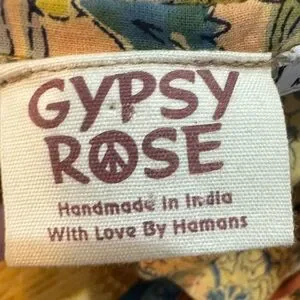 GYPSY
ROSE
Handmade in India
With Love By Hamans